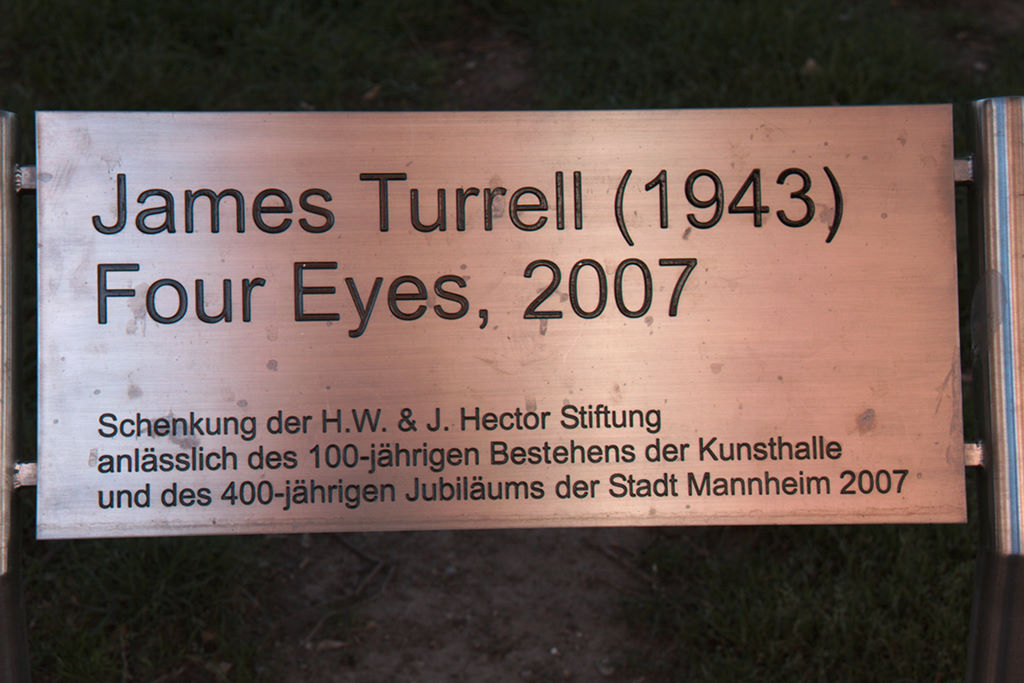 James Turrell (1943)
Four Eyes, 2007
Schenkung der H.W. & J. Hector Stiftung
anlässlich des 100-jährigen Bestehens der Kunsthalle
und des 400-jährigen Jubiläums der Stadt Mannheim 2007